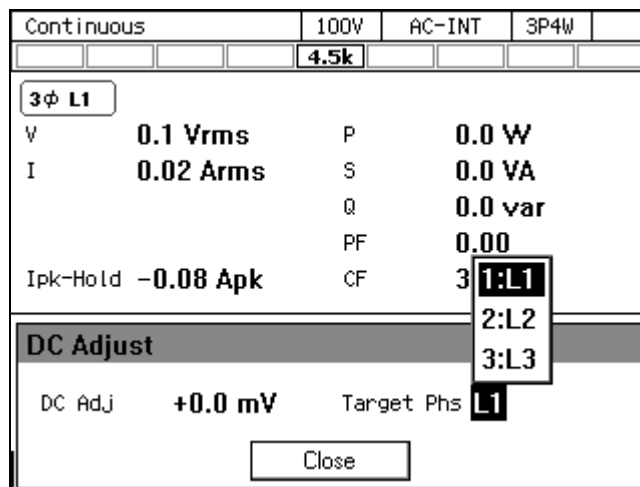 Continuous 100V AC-INT 3P4W
4.5k
3ϕ L1
V 0.1 Vrms P 0.0 W
I 0.02 Arms S 0.0 VA
Q 0.0 var
PF 0.00
Ipk-Hold -0.08 Apk CF 3
1:L1
2:L2
3:L3
DC Adjust
DC Adj +0.0 mV Target Phs L1
Close